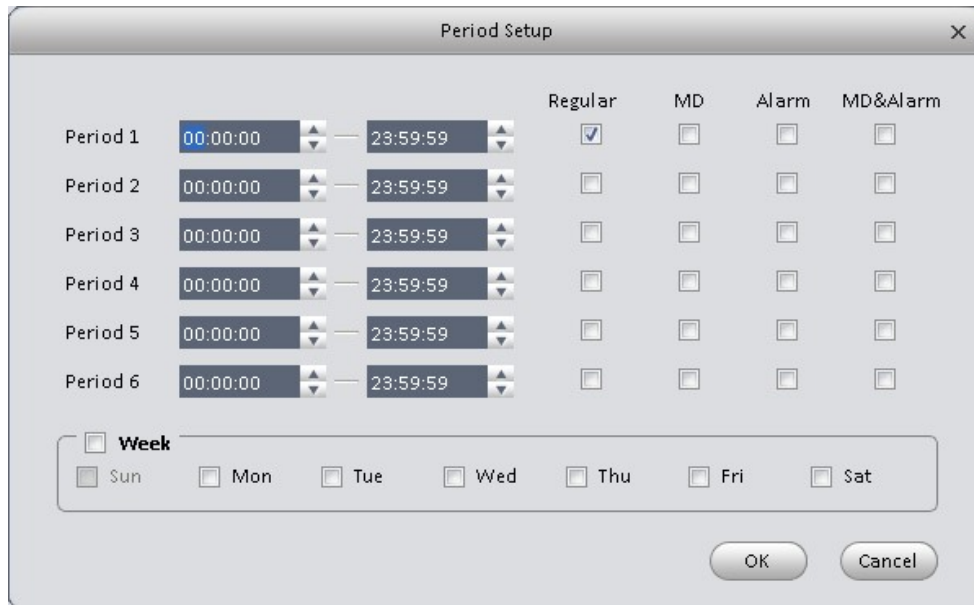 Period Setup
Regular MD Alarm MD&Alarm
Period 1 00:00:00 — 23:59:59
Period 2 00:00:00 — 23:59:59
Period 3 00:00:00 — 23:59:59
Period 4 00:00:00 — 23:59:59
Period 5 00:00:00 — 23:59:59
Period 6 00:00:00 — 23:59:59
Week
Sun Mon Tue Wed Thu Fri Sat
OK Cancel